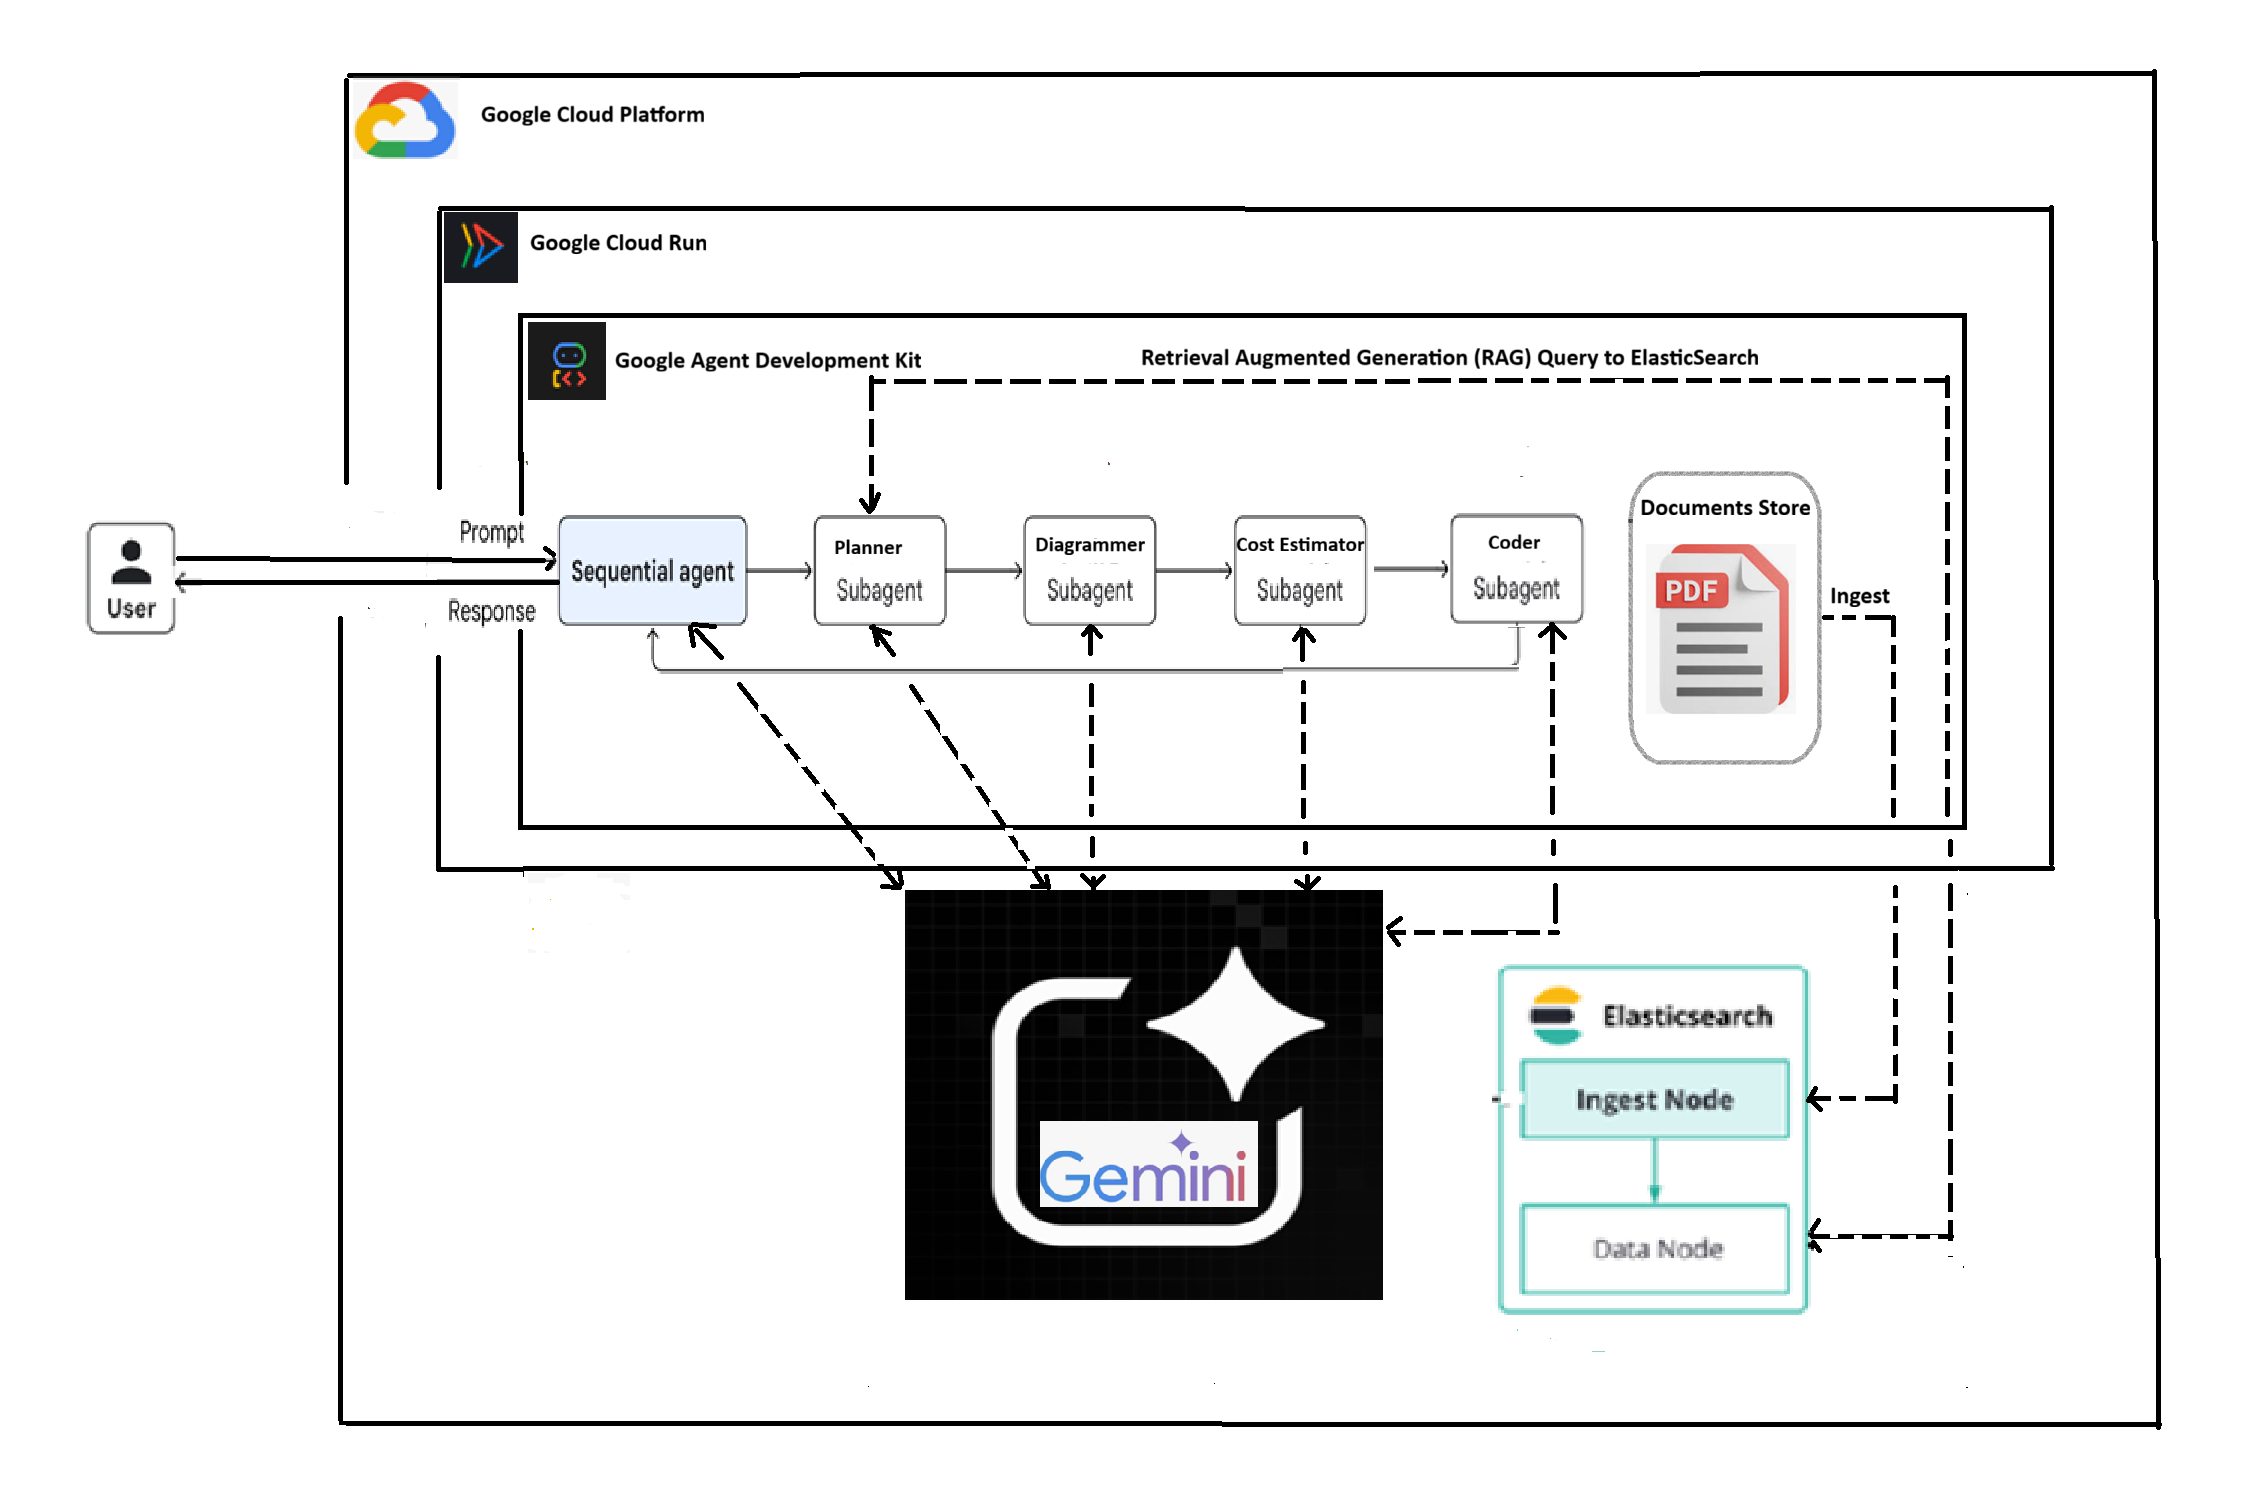 Google Cloud Platform
Google Cloud Run
Google Agent Development Kit
Retrieval Augmented Generation (RAG) Query to ElasticSearch
Prompt
Response
User
Sequential agent
Planner
Subagent
Diagrammer
Subagent
Cost Estimator
Subagent
Coder
Subagent
Documents Store
PDF
Ingest
Gemini
Elasticsearch
Ingest Node
Data Node